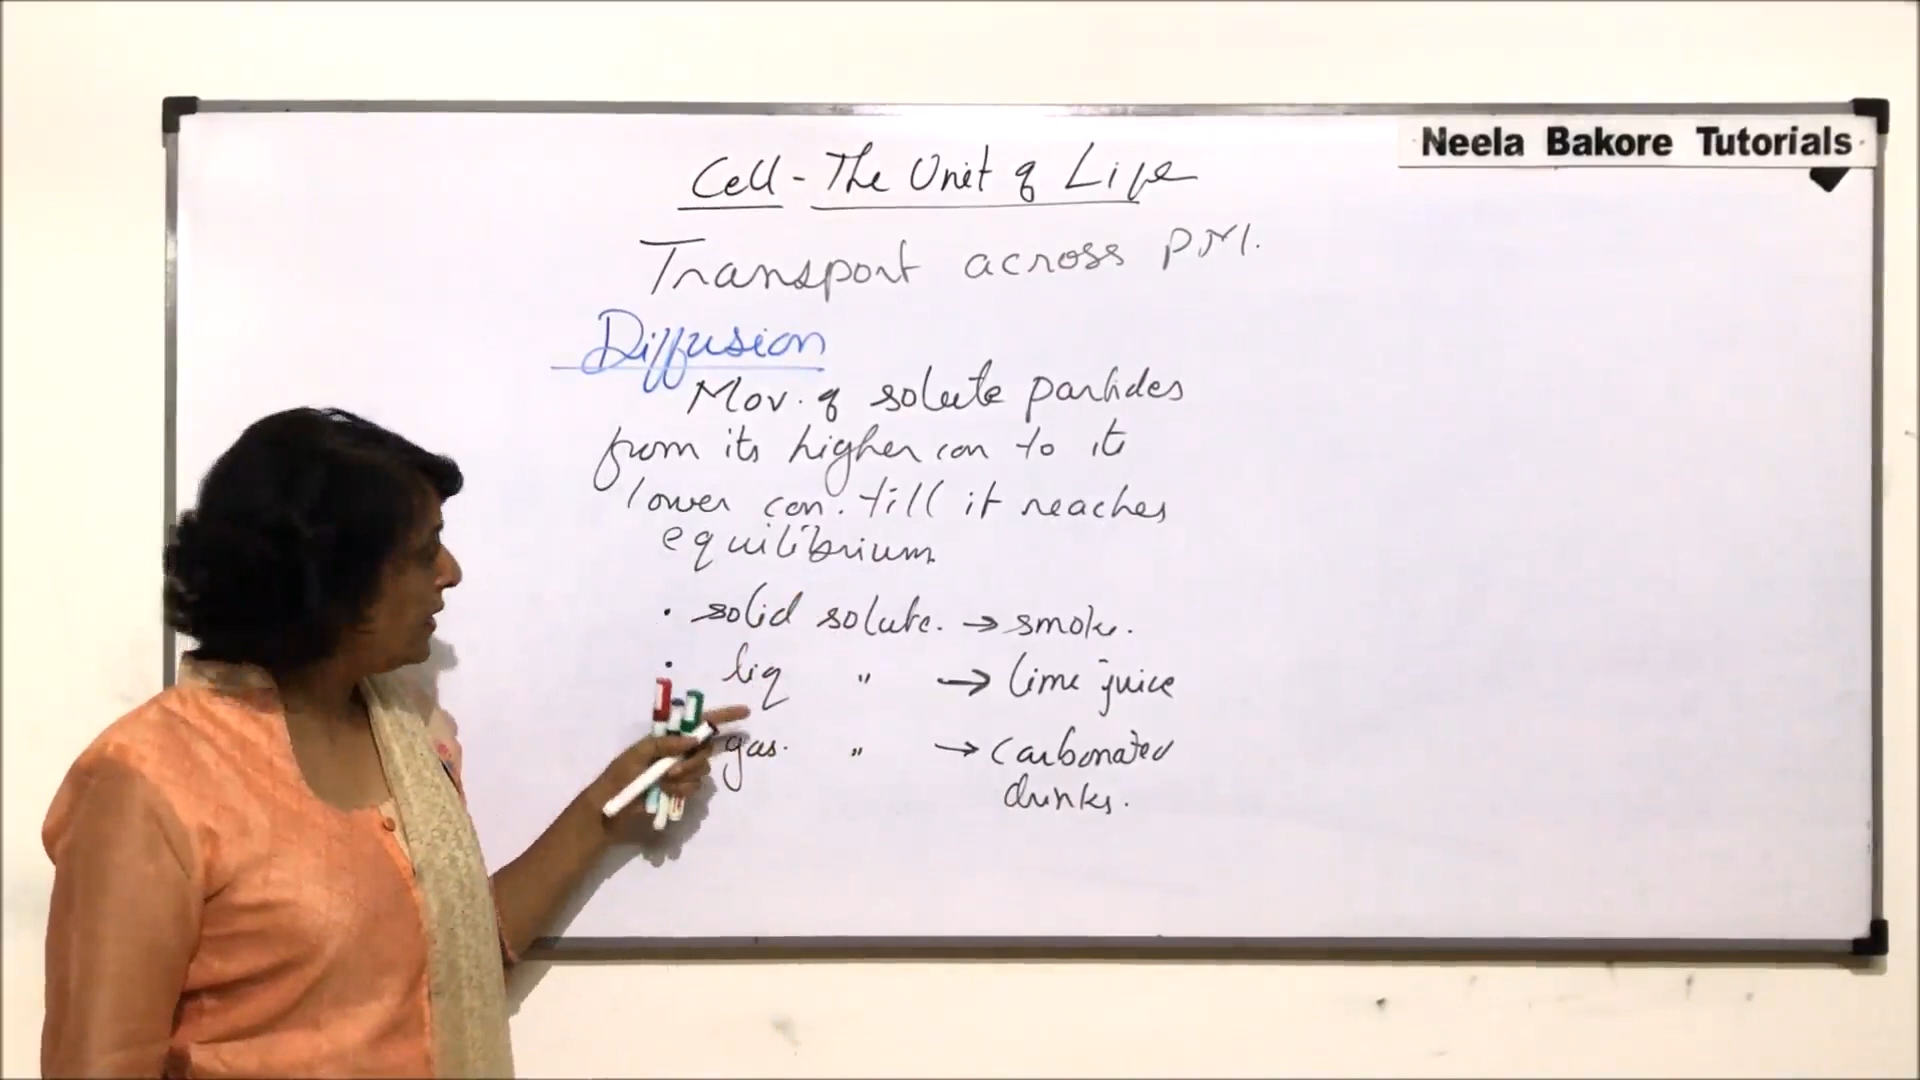 Neela Bakore Tutorials
Cell - The Unit of Life
Transport across PM.
Diffusion
Mov. of solute particles
from its higher con to its
lower con. till it reaches
equilibrium.
• solid solute. → smoke.
• liq " → lime juice
gas. " → carbonated
drinks.